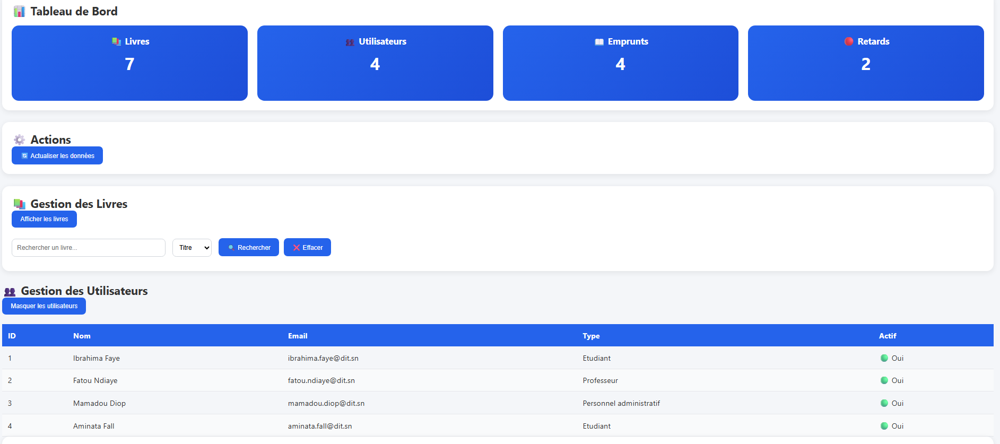 Tableau de Bord
Livres
7
Utilisateurs
4
Emprunts
4
Retards
2
Actions
Actualiser les données
Gestion des Livres
Afficher les livres
Rechercher un livre... Titre Rechercher Effacer
Gestion des Utilisateurs
Masquer les utilisateurs
ID Nom Email Type Actif
1 Ibrahima Faye ibrahima.faye@dit.sn Etudiant Oui
2 Fatou Ndiaye fatou.ndiaye@dit.sn Professeur Oui
3 Mamadou Diop mamadou.diop@dit.sn Personnel administratif Oui
4 Aminata Fall aminata.fall@dit.sn Etudiant Oui